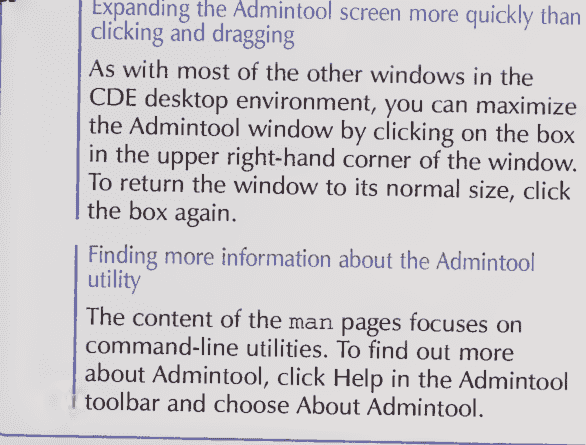 Expanding the Admintool screen more quickly than
clicking and dragging
As with most of the other windows in the
CDE desktop environment, you can maximize
the Admintool window by clicking on the box
in the upper right-hand corner of the window.
To return the window to its normal size, click
the box again.
Finding more information about the Admintool
utility
The content of the man pages focuses on
command-line utilities. To find out more
about Admintool, click Help in the Admintool
toolbar and choose About Admintool.